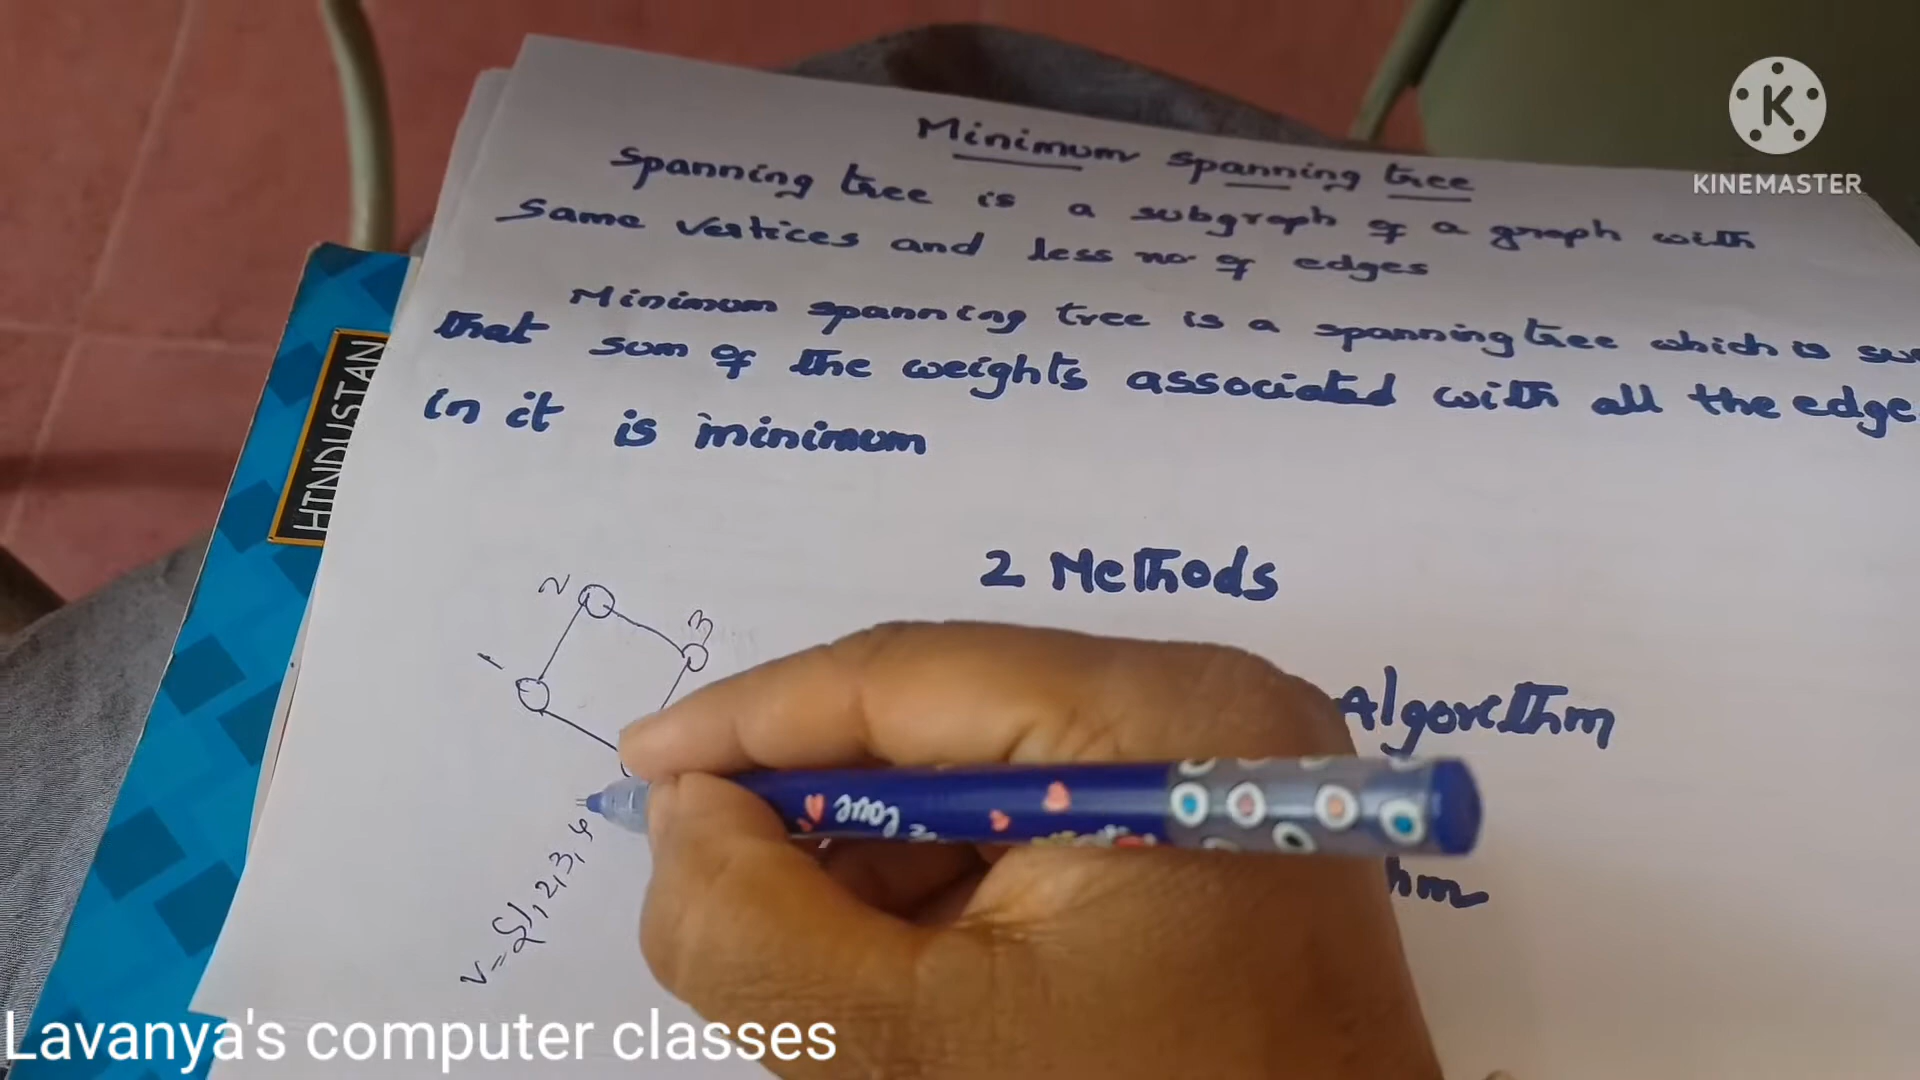 Minimum spanning tree
Spanning tree is a subgraph of a graph with
same vertices and less no of edges
Minimum spanning tree is a spanning tree which is
that sum of the weights associated with all the edge
in it is minimum
2 Methods
Algorithm
hm
2
3
1
V={1,2,3,4
HINDUSTAN
love
K
KINEMASTER
Lavanya's computer classes